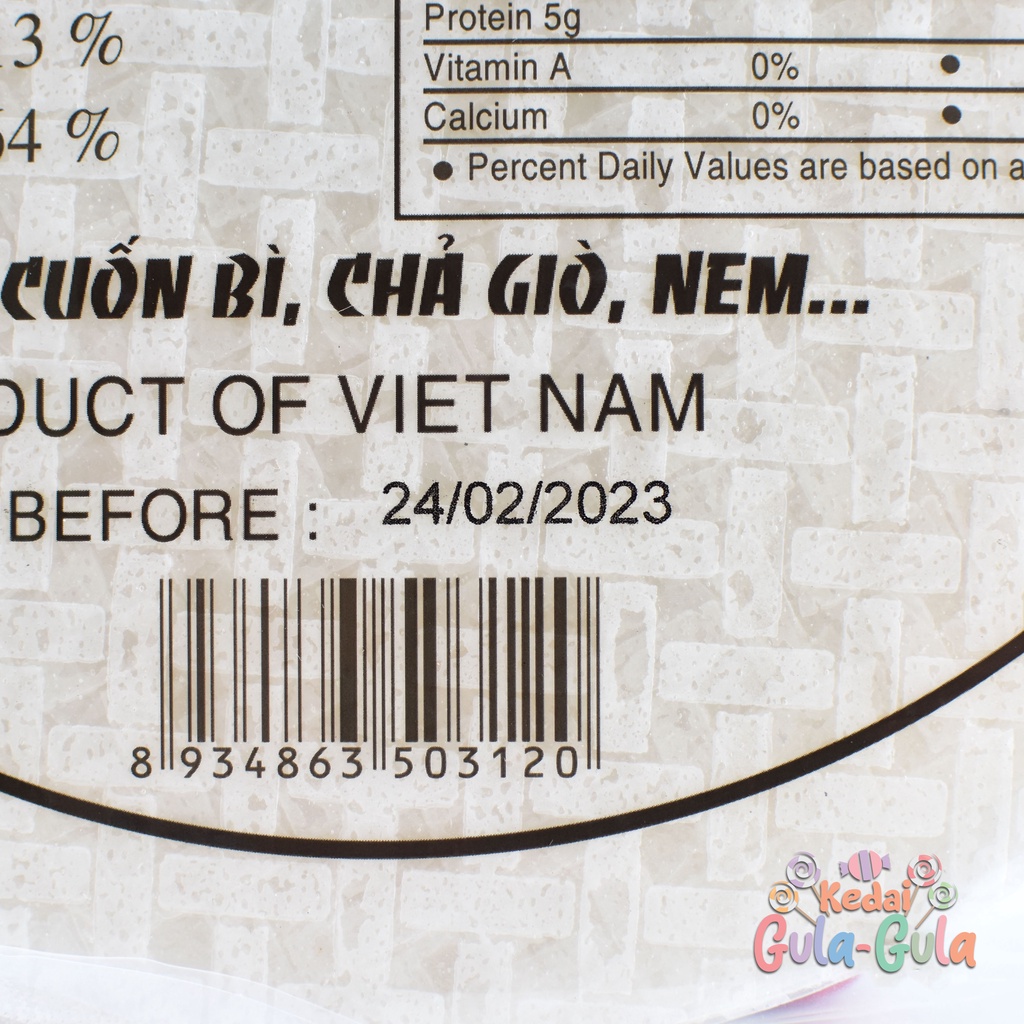 Protein 5g
3 %
Vitamin A 0% ●
4 %
Calcium 0% ●
● Percent Daily Values are based on a
CUỐN BÌ, CHẢ GIÒ, NEM...
DUCT OF VIET NAM
BEFORE : 24/02/2023
8 934863 503120
Kedai
Gula-Gula